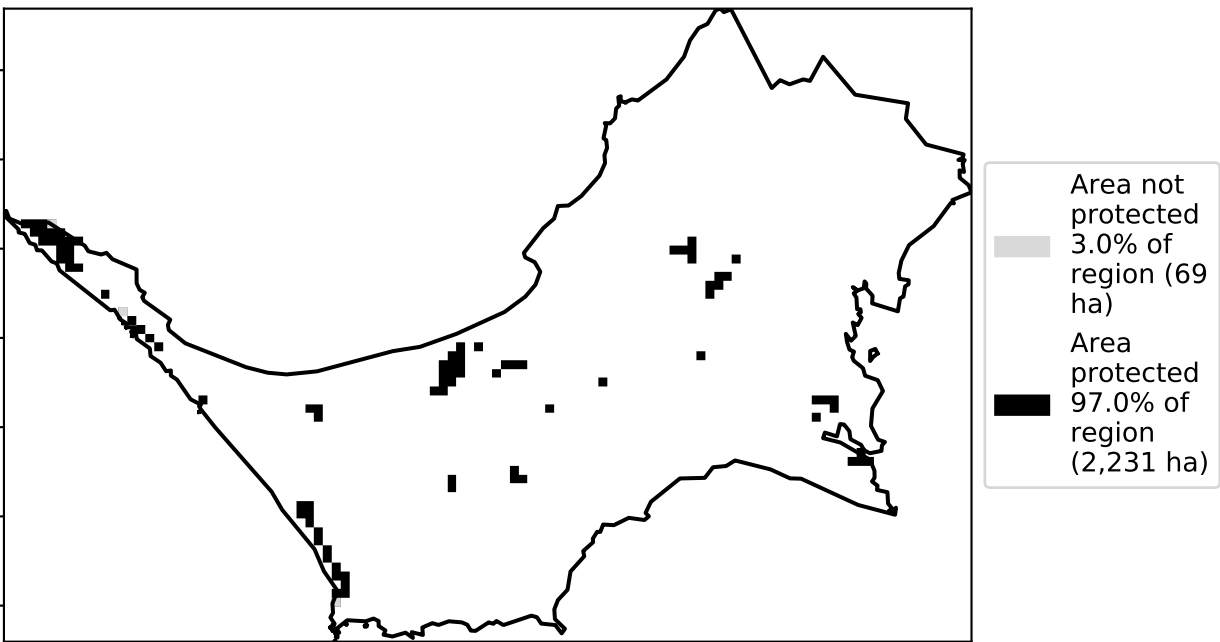 Area not
protected
3.0% of
region (69
ha)
Area
protected
97.0% of
region
(2,231 ha)